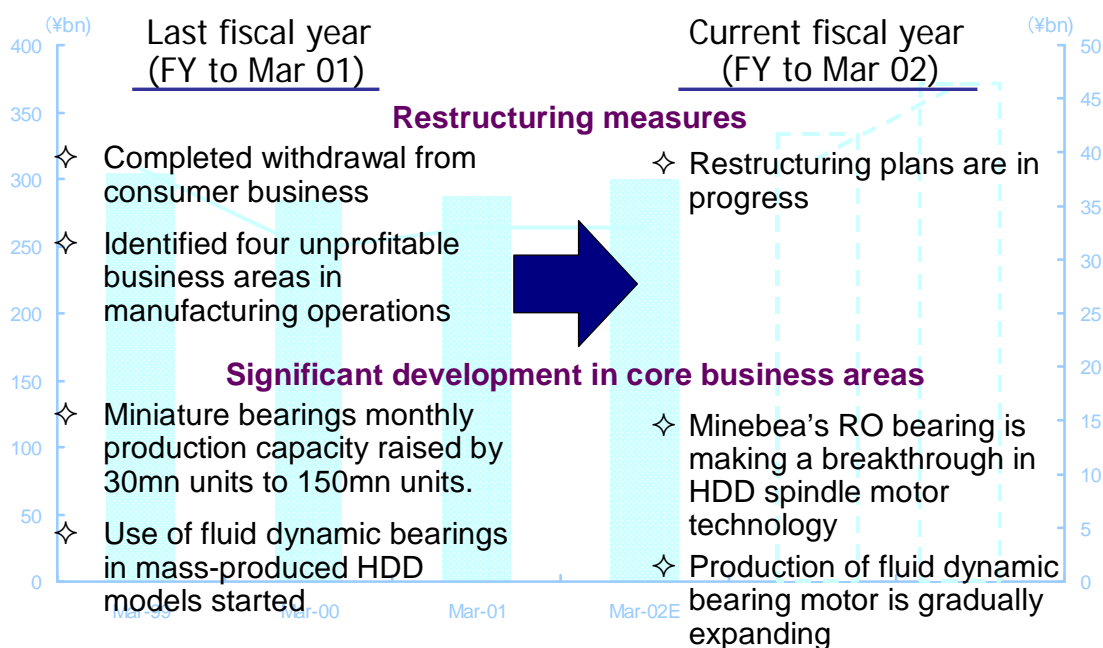 (¥bn)
(¥bn)
Last fiscal year
(FY to Mar 01)
Current fiscal year
(FY to Mar 02)
400
350
300
250
200
150
100
50
0
50
45
40
35
30
25
20
15
10
5
0
Restructuring measures
✧ Completed withdrawal from
consumer business
✧ Identified four unprofitable
business areas in
manufacturing operations
✧ Restructuring plans are in
progress
Significant development in core business areas
✧ Miniature bearings monthly
production capacity raised by
30mn units to 150mn units.
✧ Use of fluid dynamic bearings
in mass-produced HDD
models started
✧ Minebea’s RO bearing is
making a breakthrough in
HDD spindle motor
technology
✧ Production of fluid dynamic
bearing motor is gradually
expanding
Mar-99
Mar-00
Mar-01
Mar-02E